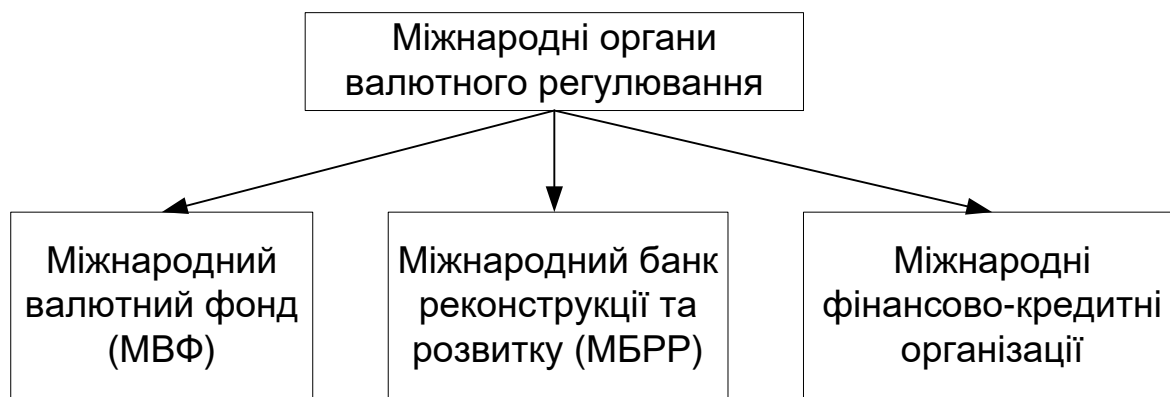 Міжнародні органи
валютного регулювання
Міжнародний
валютний фонд
(МВФ)
Міжнародний банк
реконструкції та
розвитку (МБРР)
Міжнародні
фінансово-кредитні
організації